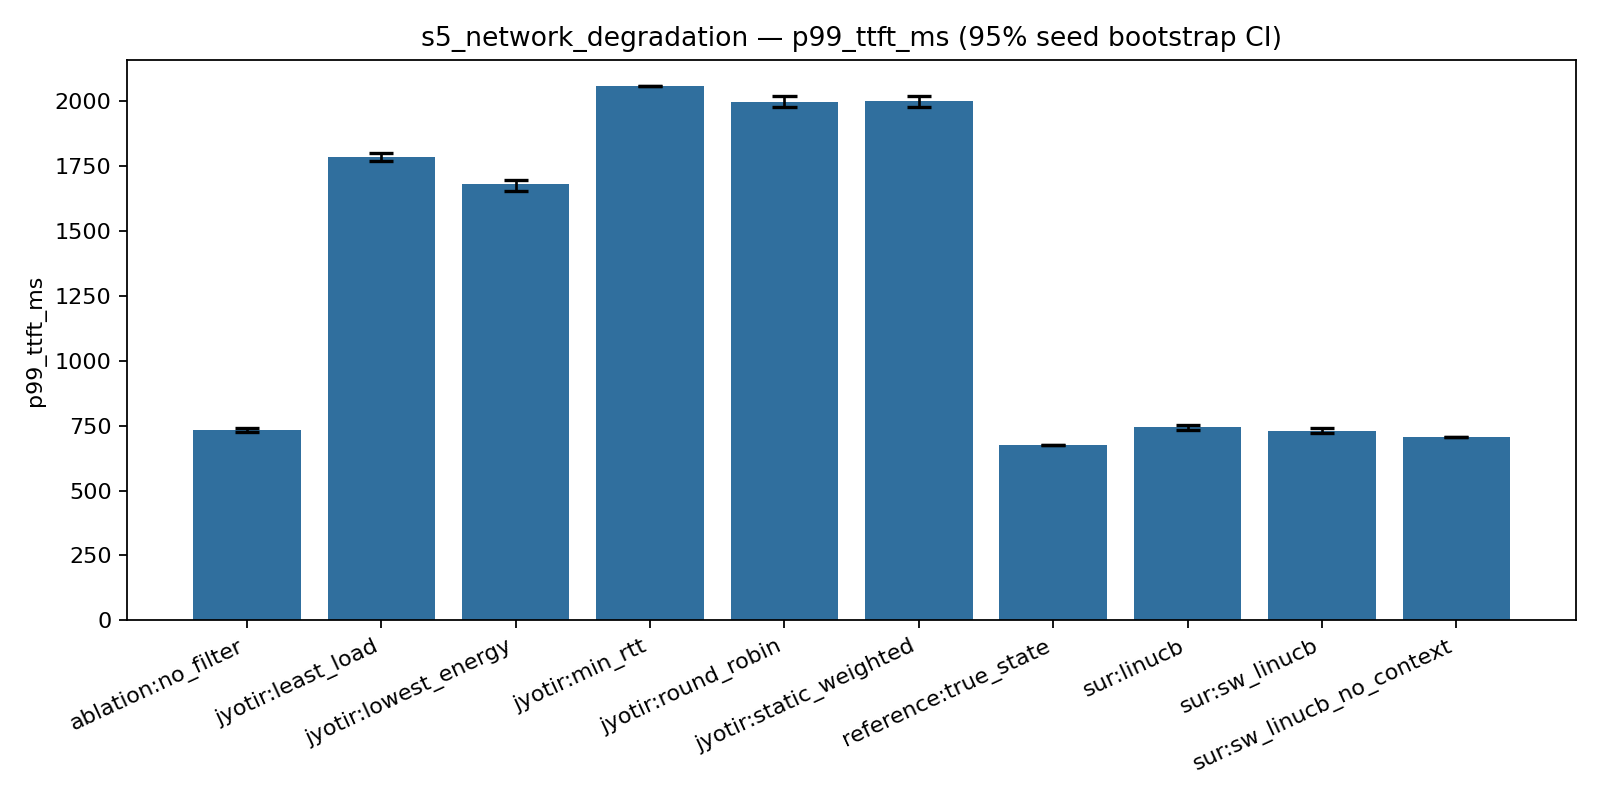 s5_network_degradation — p99_ttft_ms (95% seed bootstrap CI)
p99_ttft_ms
2000
1750
1500
1250
1000
750
500
250
0
ablation:no_filter
jyotir:least_load
jyotir:lowest_energy
jyotir:min_rtt
jyotir:round_robin
jyotir:static_weighted
reference:true_state
sur:linucb
sur:sw_linucb
sur:sw_linucb_no_context